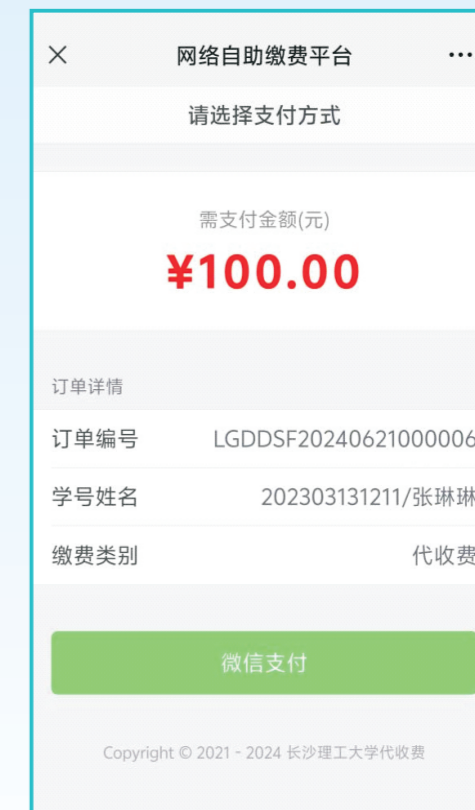 网络自助缴费平台
请选择支付方式
需支付金额(元)
¥100.00
订单详情
订单编号 LGDDSF20240621000006
学号姓名 202303131211/张琳琳
缴费类别 代收费
微信支付
Copyright © 2021 - 2024 长沙理工大学代收费